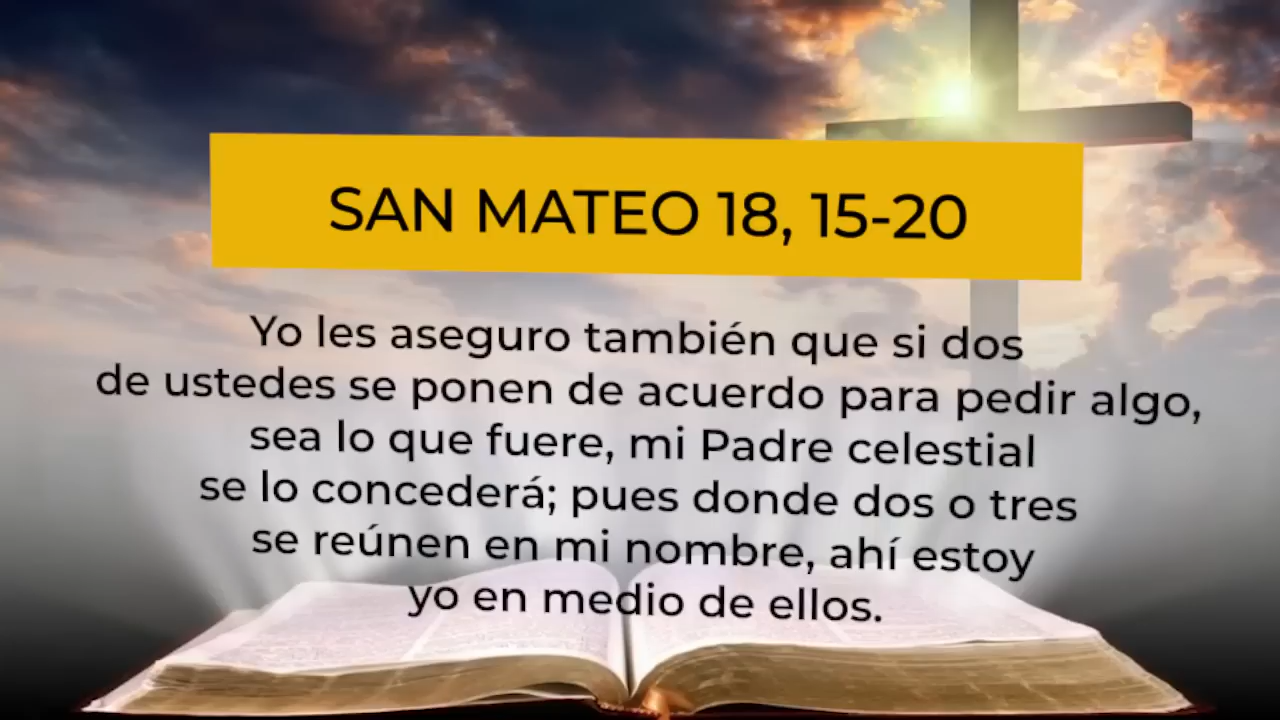 SAN MATEO 18, 15-20
Yo les aseguro también que si dos
de ustedes se ponen de acuerdo para pedir algo,
sea lo que fuere, mi Padre celestial
se lo concederá; pues donde dos o tres
se reúnen en mi nombre, ahí estoy
yo en medio de ellos.